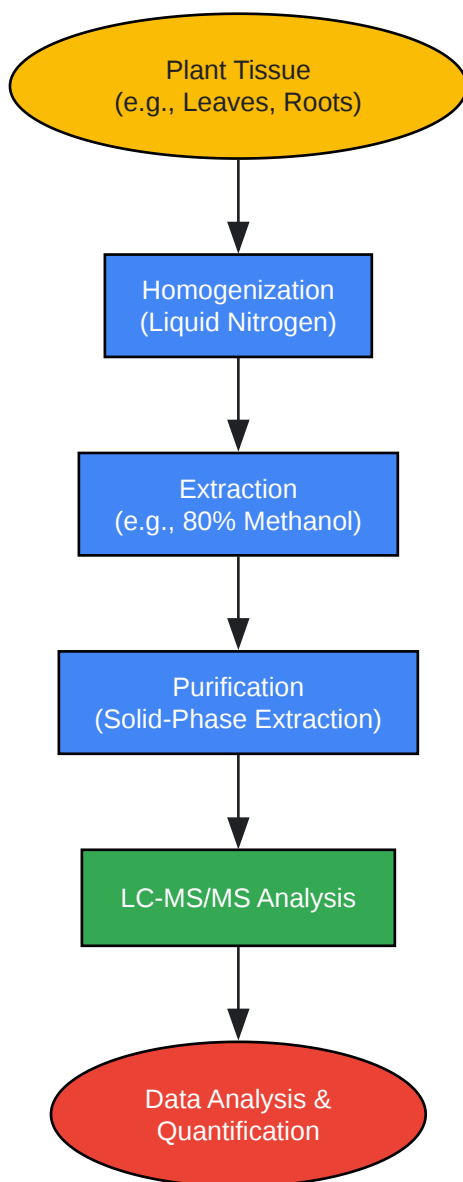 Plant Tissue
(e.g., Leaves, Roots)
Homogenization
(Liquid Nitrogen)
Extraction
(e.g., 80% Methanol)
Purification
(Solid-Phase Extraction)
LC-MS/MS Analysis
Data Analysis &
Quantification